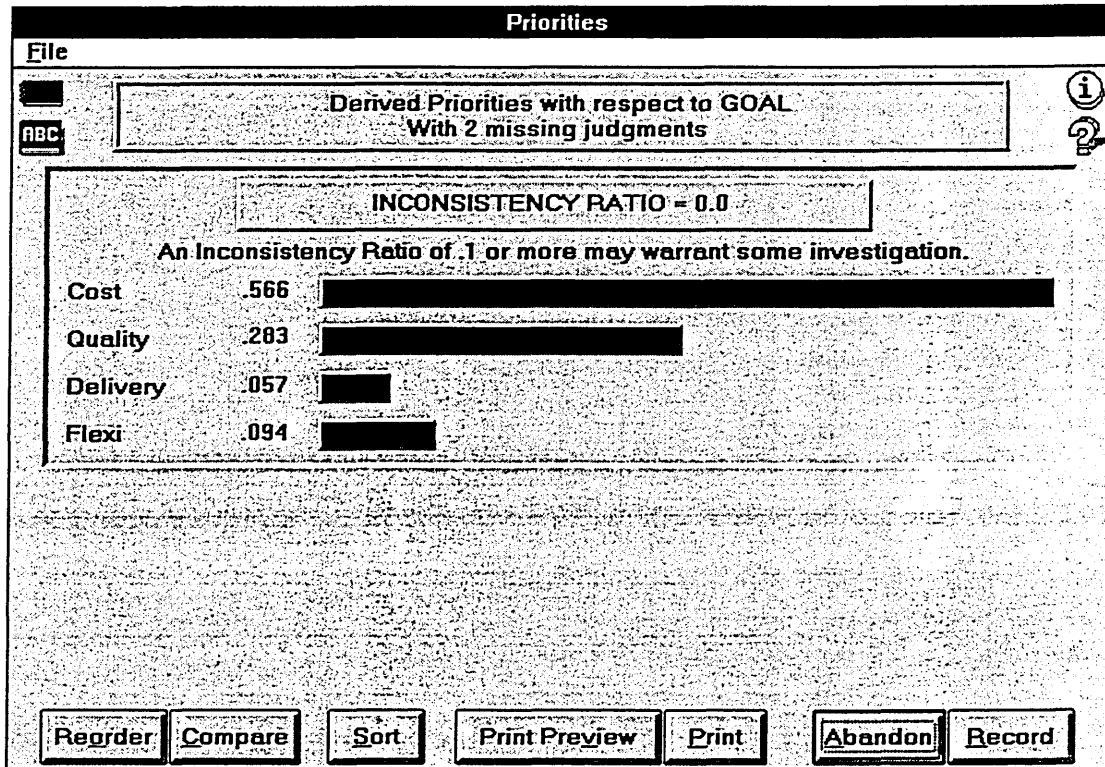 Priorities
File
ABC
Derived Priorities with respect to GOAL
With 2 missing judgments
i
?
INCONSISTENCY RATIO = 0.0
An Inconsistency Ratio of .1 or more may warrant some investigation.
Cost .566
Quality .283
Delivery .057
Flexi .094
Reorder Compare Sort Print Preview Print Abandon Record